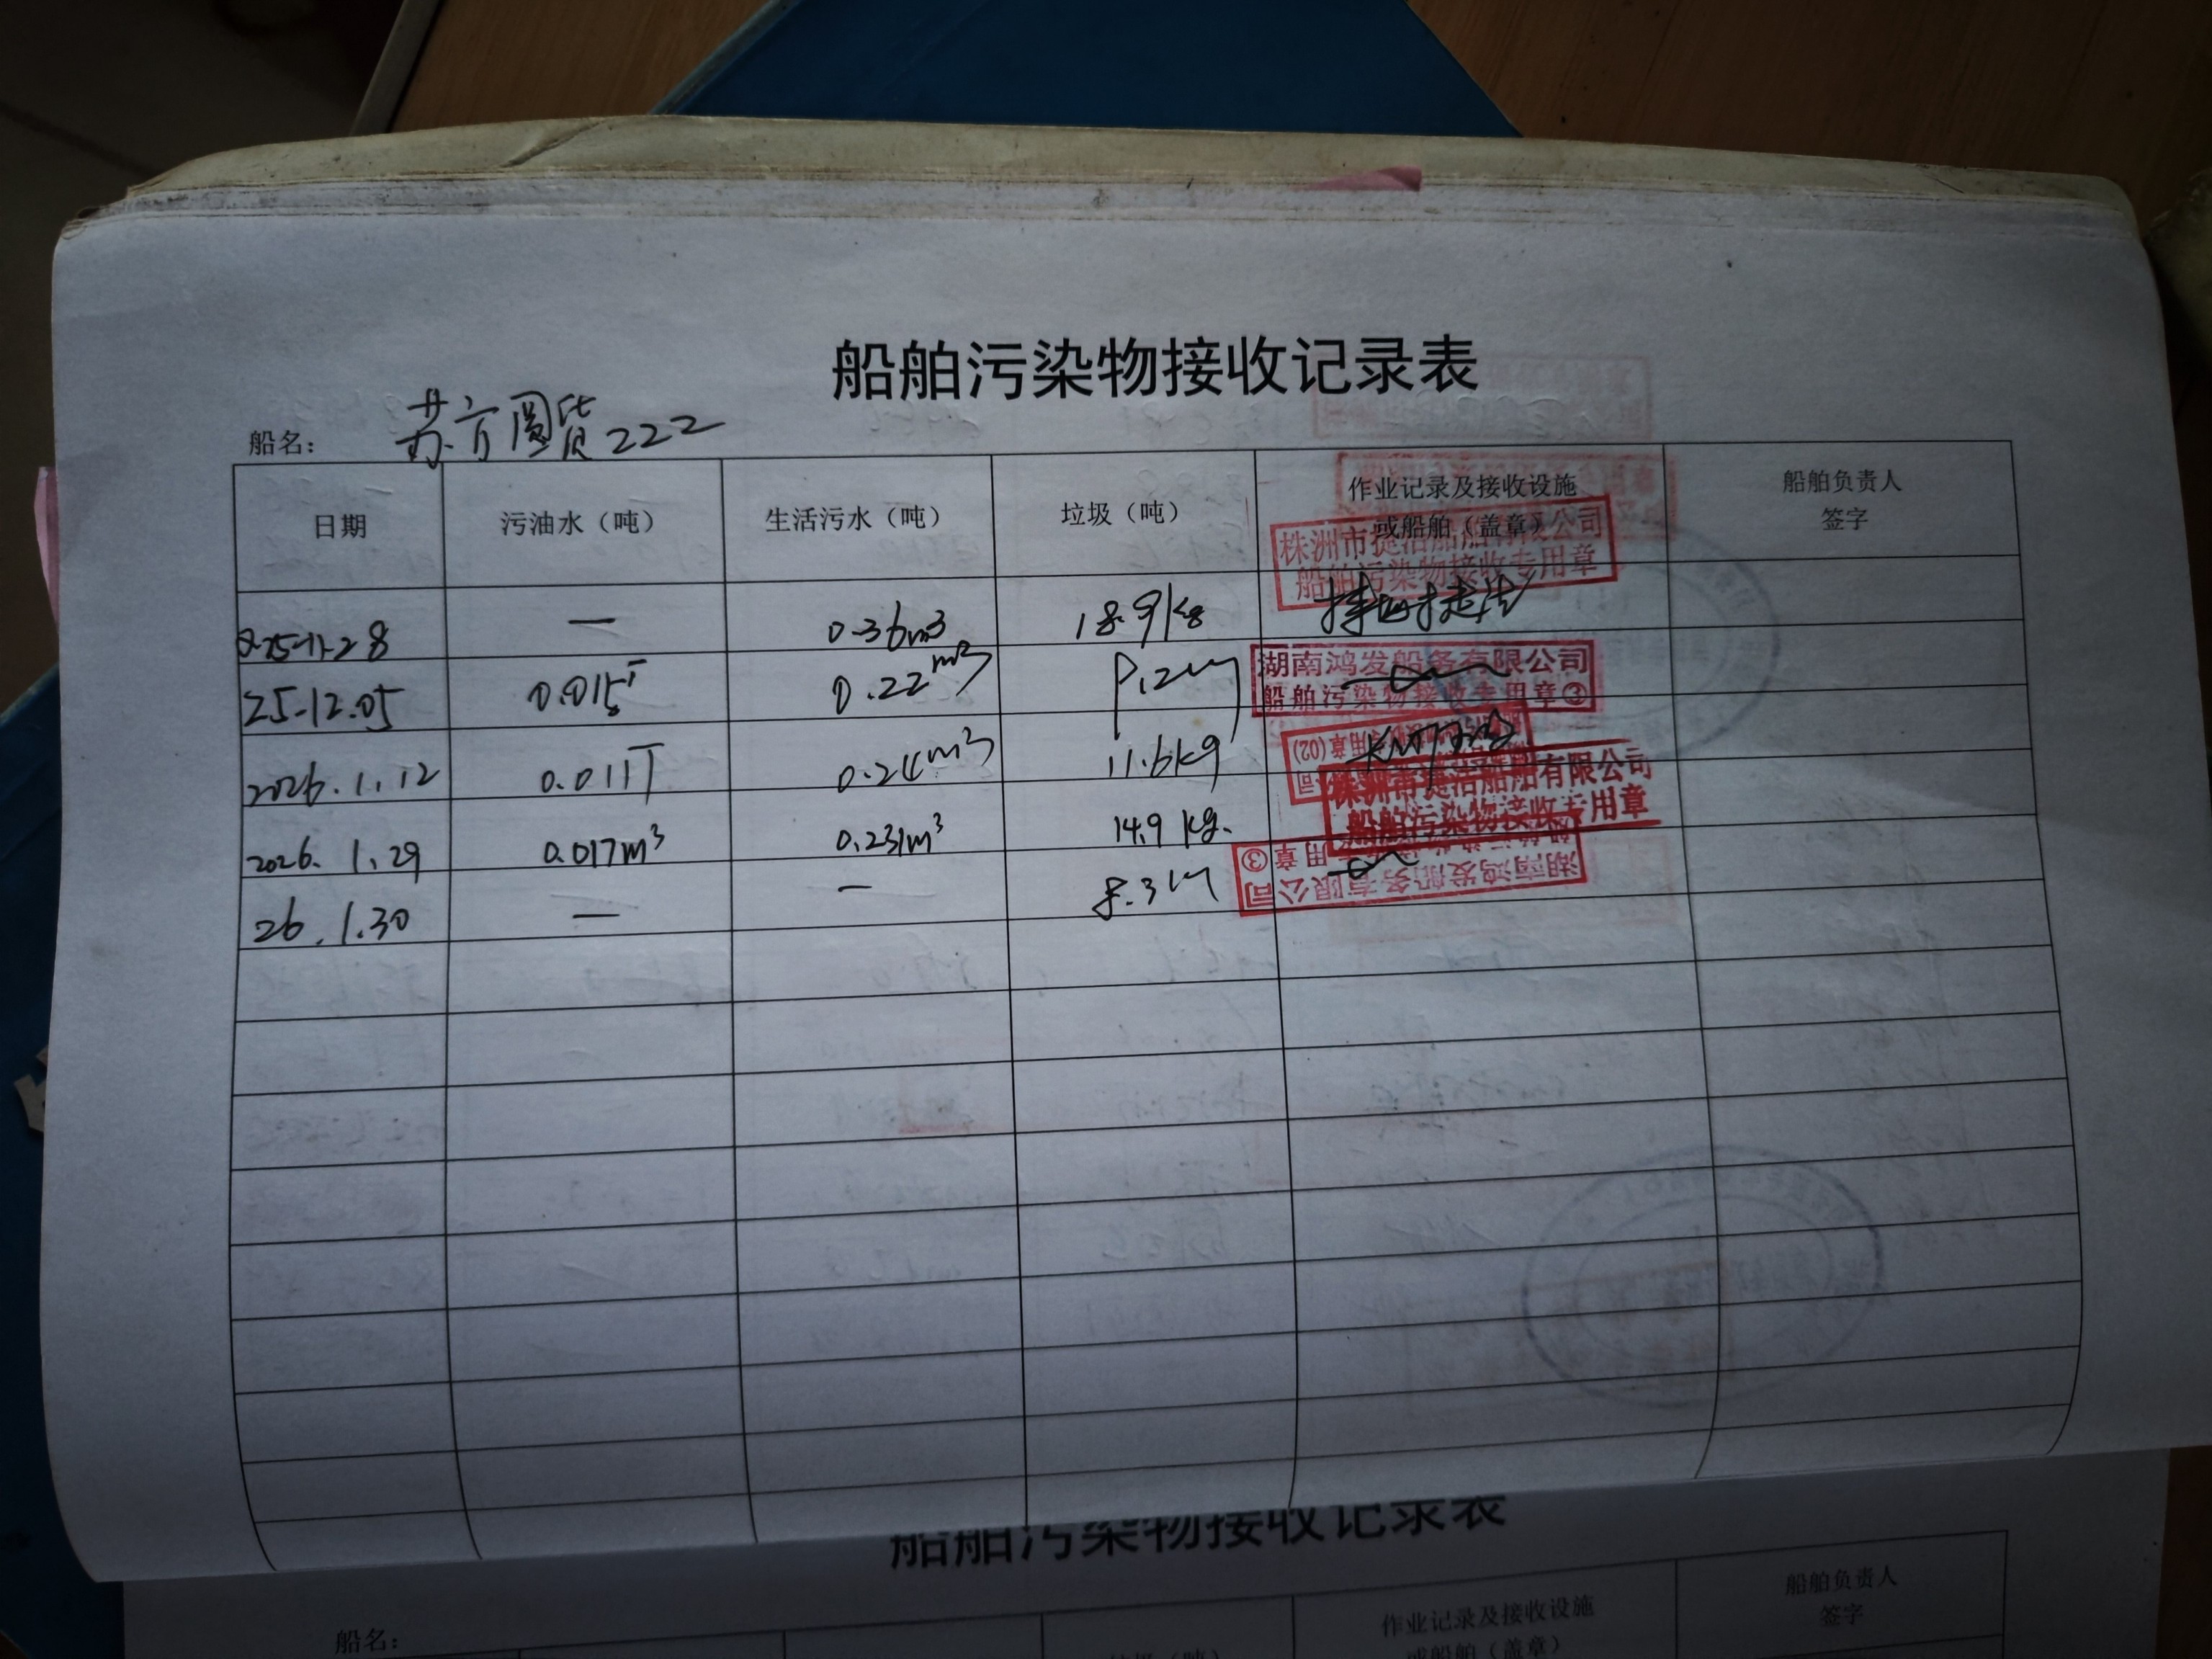 船舶污染物接收记录表
船名： 苏方圆货222
日期 污油水（吨） 生活污水（吨） 垃圾（吨） 作业记录及接收设施或船舶（盖章） 船舶负责人签字
株洲市捷洁船舶有限公司
船舶污染物接收专用章
25-11-28 — 0.36m3 18.9kg
湖南鸿发船务有限公司
船舶污染物接收专用章③
25-12.05 0.015T 0.22m3
2026.1.12 0.011T 0.24m3 11.6kg
株洲市捷洁船舶有限公司
船舶污染物接收专用章
2026.1.29 0.017m3 0.231m3 14.9kg.
湖南鸿发船务有限公司
用章③
26.1.30 — — 8.3
船舶污染物接收记录表
船名：
作业记录及接收设施
或船舶（盖章）
船舶负责人
签字